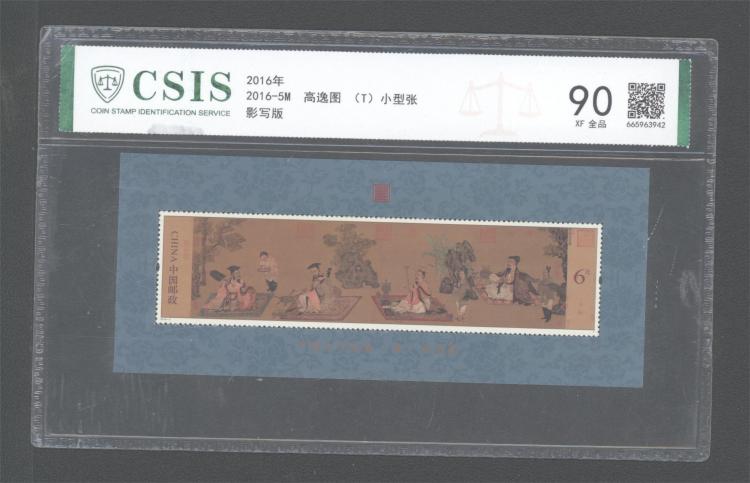 CSIS
COIN STAMP IDENTIFICATION SERVICE
2016年
2016-5M 高逸图 （T）小型张
影写版
90
XF 全品
665963942
CHINA 中国邮政
6元